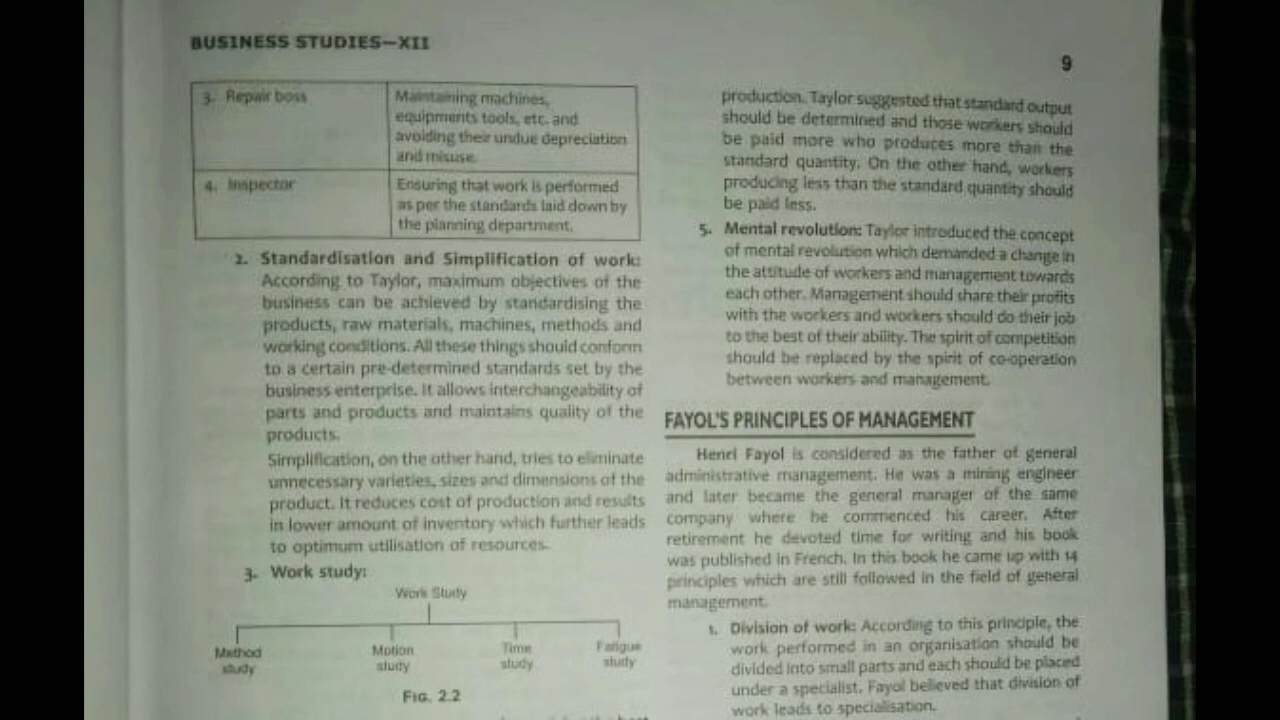 BUSINESS STUDIES—XII
9
3. Repair boss
Maintaining machines,
equipments tools, etc. and
avoiding their undue depreciation
and misuse.
4. Inspector
Ensuring that work is performed
as per the standards laid down by
the planning department.
2. Standardisation and Simplification of work:
According to Taylor, maximum objectives of the
business can be achieved by standardising the
products, raw materials, machines, methods and
working conditions. All these things should conform
to a certain pre-determined standards set by the
business enterprise. It allows interchangeability of
parts and products and maintains quality of the
products.
Simplification, on the other hand, tries to eliminate
unnecessary varieties, sizes and dimensions of the
product. It reduces cost of production and results
in lower amount of inventory which further leads
to optimum utilisation of resources.
3. Work study:
Work Study
Method study
Motion study
Time study
Fatigue study
FIG. 2.2
production. Taylor suggested that standard output
should be determined and those workers should
be paid more who produces more than the
standard quantity. On the other hand, workers
producing less than the standard quantity should
be paid less.
5. Mental revolution: Taylor introduced the concept
of mental revolution which demanded a change in
the attitude of workers and management towards
each other. Management should share their profits
with the workers and workers should do their job
to the best of their ability. The spirit of competition
should be replaced by the spirit of co-operation
between workers and management.
FAYOL'S PRINCIPLES OF MANAGEMENT
Henri Fayol is considered as the father of general
administrative management. He was a mining engineer
and later became the general manager of the same
company where he commenced his career. After
retirement he devoted time for writing and his book
was published in French. In this book he came up with 14
principles which are still followed in the field of general
management.
1. Division of work: According to this principle, the
work performed in an organisation should be
divided into small parts and each should be placed
under a specialist. Fayol believed that division of
work leads to specialisation.